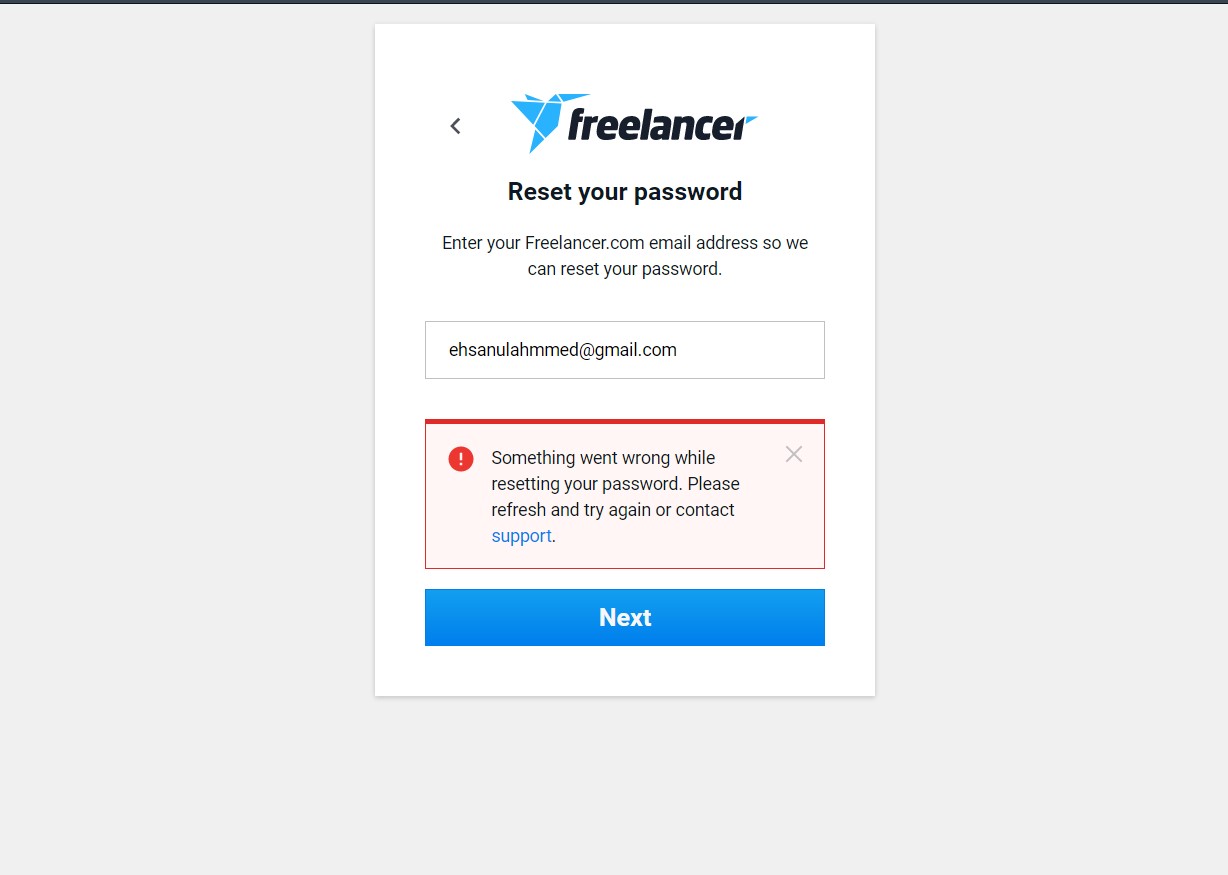 freelancer
Reset your password
Enter your Freelancer.com email address so we
can reset your password.
ehsanulahmmed@gmail.com
Something went wrong while
resetting your password. Please
refresh and try again or contact
support.
Next